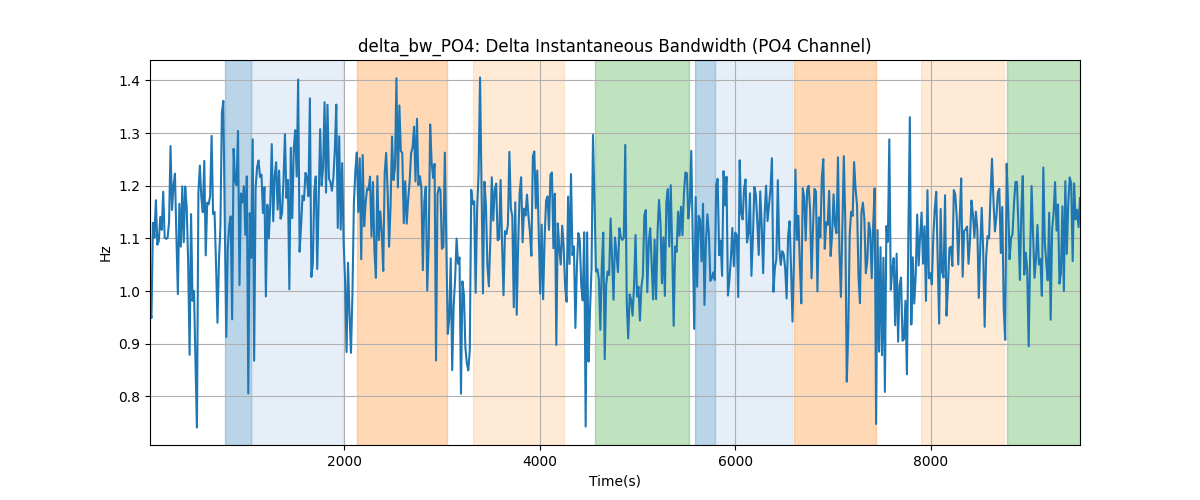 delta_bw_PO4: Delta Instantaneous Bandwidth (PO4 Channel)
1.4
1.3
1.2
1.1
1.0
0.9
0.8
Hz
2000 4000 6000 8000
Time(s)